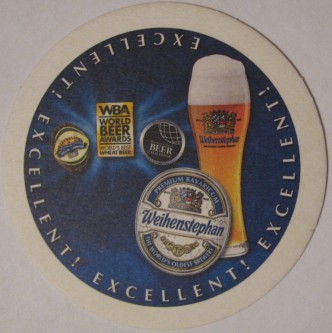 EXCELLENT! EXCELLENT! EXCELLENT! EXCELLENT! EXCELLENT!
WBA
WORLD
BEER
AWARDS
WORLD'S BEST
WHEAT BEER
BEER
Weihenstephan
PREMIUM BAVARICUM
Weihenstephan
THE WORLD'S OLDEST BREWERY